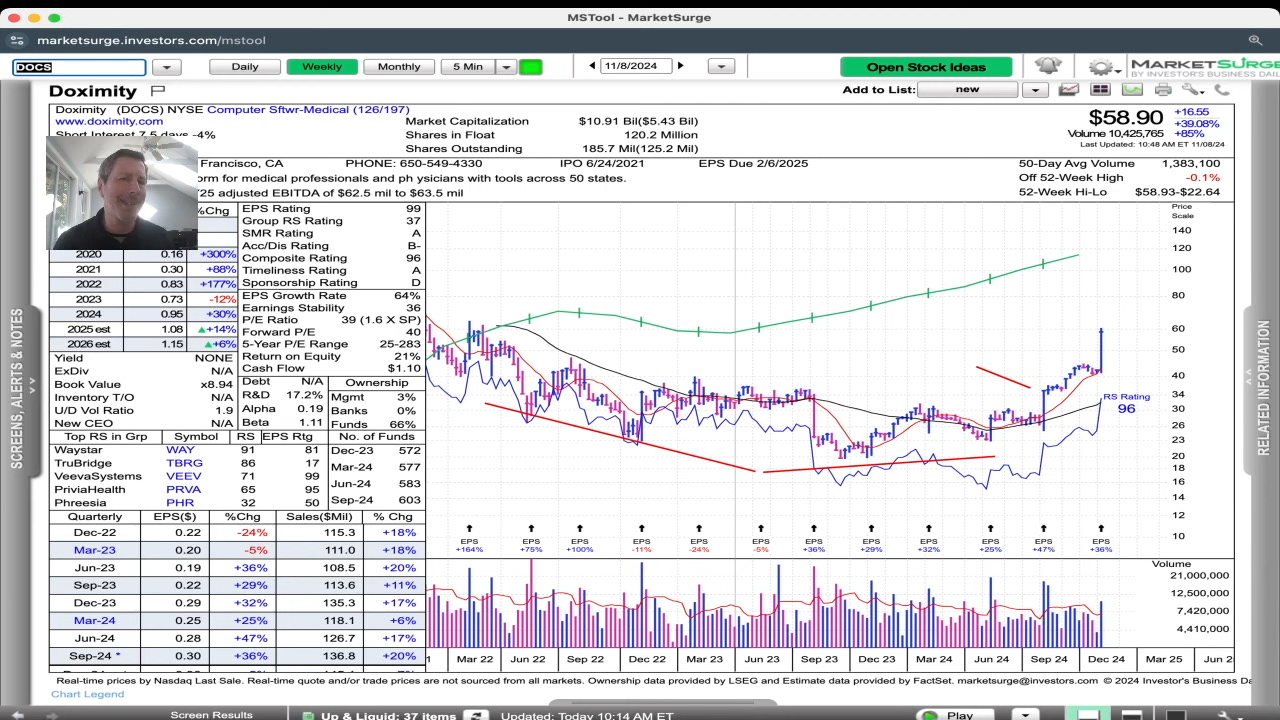 MSTool - MarketSurge
marketsurge.investors.com/mstool
DOCS
Daily
Weekly
Monthly
5 Min
11/8/2024
Open Stock Ideas
MARKETSURGE
BY INVESTOR'S BUSINESS DAIL
Doximity
Add to List:
new
Doximity (DOCS) NYSE Computer Sftwr-Medical (126/197)
www.doximity.com
Short Interest 7.5 days -4%
Market Capitalization $10.91 Bil($5.43 Bil)
Shares in Float 120.2 Million
Shares Outstanding 185.7 Mil(125.2 Mil)
$58.90
+16.55
+39.08%
Volume 10,425,765 +85%
Last Updated: 10:48 AM ET 11/08/24
Francisco, CA PHONE: 650-549-4330 IPO 6/24/2021 EPS Due 2/6/2025
orm for medical professionals and ph ysicians with tools across 50 states.
'25 adjusted EBITDA of $62.5 mil to $63.5 mil
50-Day Avg Volume 1,383,100
Off 52-Week High -0.1%
52-Week Hi-Lo $58.93-$22.64
%Chg
2020 0.16 +300%
2021 0.30 +88%
2022 0.83 +177%
2023 0.73 -12%
2024 0.95 +30%
2025 est 1.08 +14%
2026 est 1.15 +6%
Yield NONE
ExDiv N/A
Book Value x8.94
Inventory T/O N/A
U/D Vol Ratio 1.9
New CEO N/A
EPS Rating 99
Group RS Rating 37
SMR Rating A
Acc/Dis Rating B-
Composite Rating 96
Timeliness Rating A
Sponsorship Rating D
EPS Growth Rate 64%
Earnings Stability 36
P/E Ratio 39 (1.6 X SP)
Forward P/E 40
5-Year P/E Range 25-283
Return on Equity 21%
Cash Flow $1.10
Debt N/A
R&D 17.2%
Alpha 0.19
Beta 1.11
Ownership
Mgmt 3%
Banks 0%
Funds 66%
Top RS in Grp Symbol RS EPS Rtg
Waystar WAY 91 81
TruBridge TBRG 86 17
VeevaSystems VEEV 71 99
PriviaHealth PRVA 65 95
Phreesia PHR 32 50
No. of Funds
Dec-23 572
Mar-24 577
Jun-24 583
Sep-24 603
Quarterly EPS($) %Chg Sales($Mil) % Chg
Dec-22 0.22 -24% 115.3 +18%
Mar-23 0.20 -5% 111.0 +18%
Jun-23 0.19 +36% 108.5 +20%
Sep-23 0.22 +29% 113.6 +11%
Dec-23 0.29 +32% 135.3 +17%
Mar-24 0.25 +25% 118.1 +6%
Jun-24 0.28 +47% 126.7 +17%
Sep-24 * 0.30 +36% 136.8 +20%
Price
Scale
140
120
100
80
60
50
40
34
30
26
23
20
18
16
14
12
10
RS Rating
96
EPS EPS EPS EPS EPS EPS EPS EPS EPS EPS EPS EPS
+164% +75% +100% -11% -24% -5% +36% +29% +32% +25% +47% +36%
Volume
21,000,000
12,500,000
7,420,000
4,410,000
1 Mar 22 Jun 22 Sep 22 Dec 22 Mar 23 Jun 23 Sep 23 Dec 23 Mar 24 Jun 24 Sep 24 Dec 24 Mar 25 Jun 2
Real-time prices by Nasdaq Last Sale. Real-time quote and/or trade prices are not sourced from all markets. Ownership data provided by LSEG and Estimate data provided by FactSet. marketsurge@investors.com © 2024 Investor's Business Da
Chart Legend
SCREENS, ALERTS & NOTES
RELATED INFORMATION
Screen Results
Up & Liquid: 37 items
Updated: Today 10:14 AM ET
Play